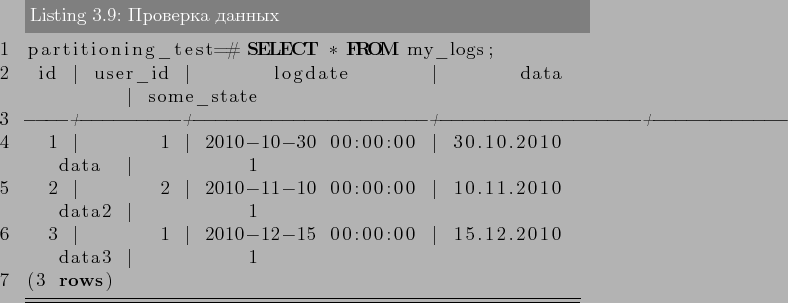 Listing 3.9: Проверка данных
1 partitioning_test=# SELECT * FROM my_logs;
2 id | user_id | logdate | data
| some_state
3 ----+---------+---------------------+--------------------+------------
4 1 | 1 | 2010-10-30 00:00:00 | 30.10.2010
data | 1
5 2 | 2 | 2010-11-10 00:00:00 | 10.11.2010
data2 | 1
6 3 | 1 | 2010-12-15 00:00:00 | 15.12.2010
data3 | 1
7 (3 rows)